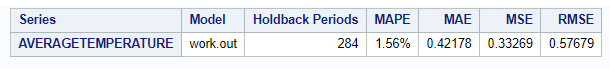 Series Model Holdback Periods MAPE MAE MSE RMSE
AVERAGETEMPERATURE work.out 284 1.56% 0.42178 0.33269 0.57679